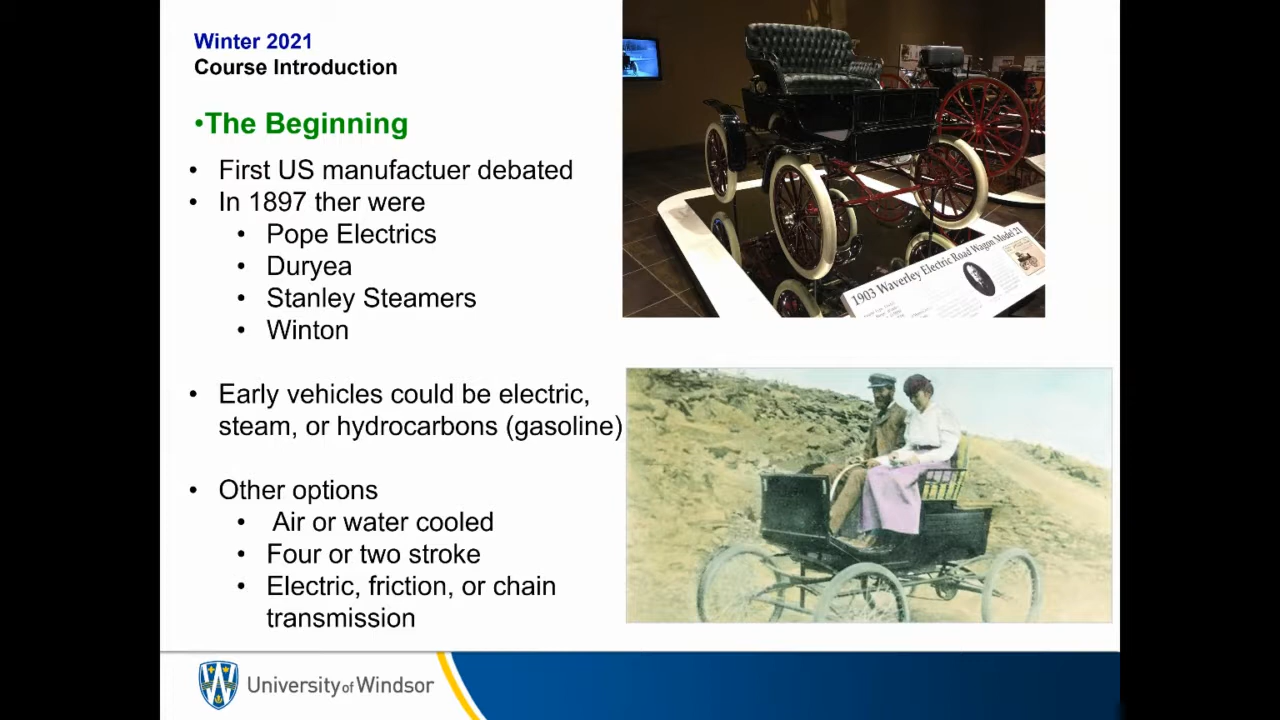 Winter 2021
Course Introduction
•The Beginning
• First US manufactuer debated
• In 1897 ther were
• Pope Electrics
• Duryea
• Stanley Steamers
• Winton
• Early vehicles could be electric,
steam, or hydrocarbons (gasoline)
• Other options
• Air or water cooled
• Four or two stroke
• Electric, friction, or chain
transmission
1903 Waverley Electric Road Wagon Model 21
University of Windsor